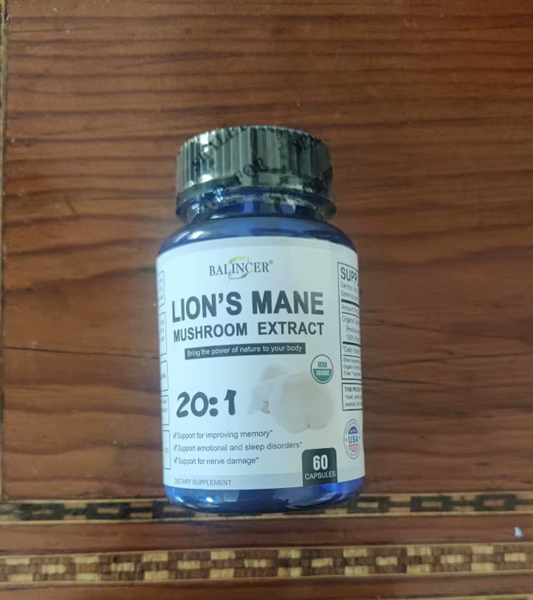 BALINCER®
LION'S MANE
MUSHROOM EXTRACT
Bring the power of nature to your body
USDA
ORGANIC
20:1
Support for improving memory*
Support emotional and sleep disorders*
Support for nerve damage*
60
CAPSULES
DIETARY SUPPLEMENT
SUPP
USA